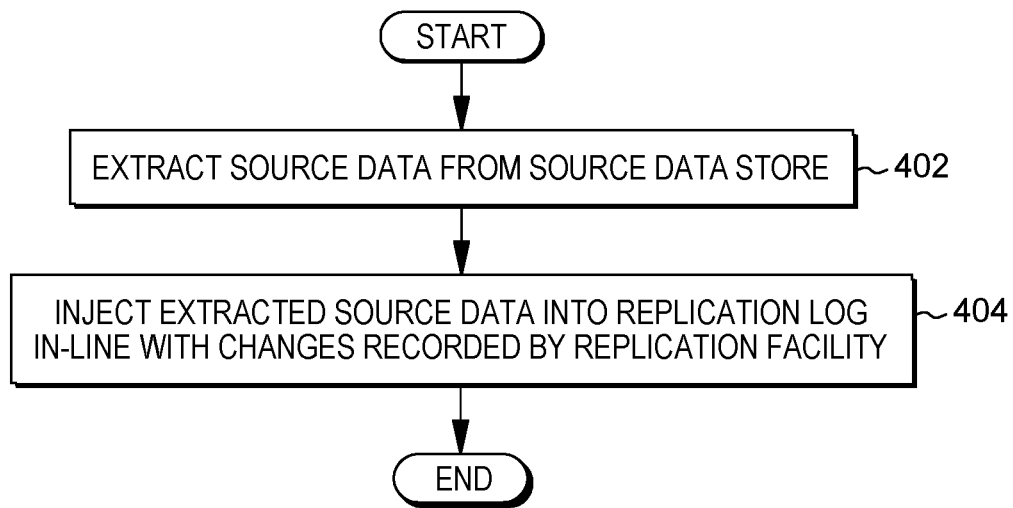 START
EXTRACT SOURCE DATA FROM SOURCE DATA STORE
402
INJECT EXTRACTED SOURCE DATA INTO REPLICATION LOG
IN-LINE WITH CHANGES RECORDED BY REPLICATION FACILITY
404
END